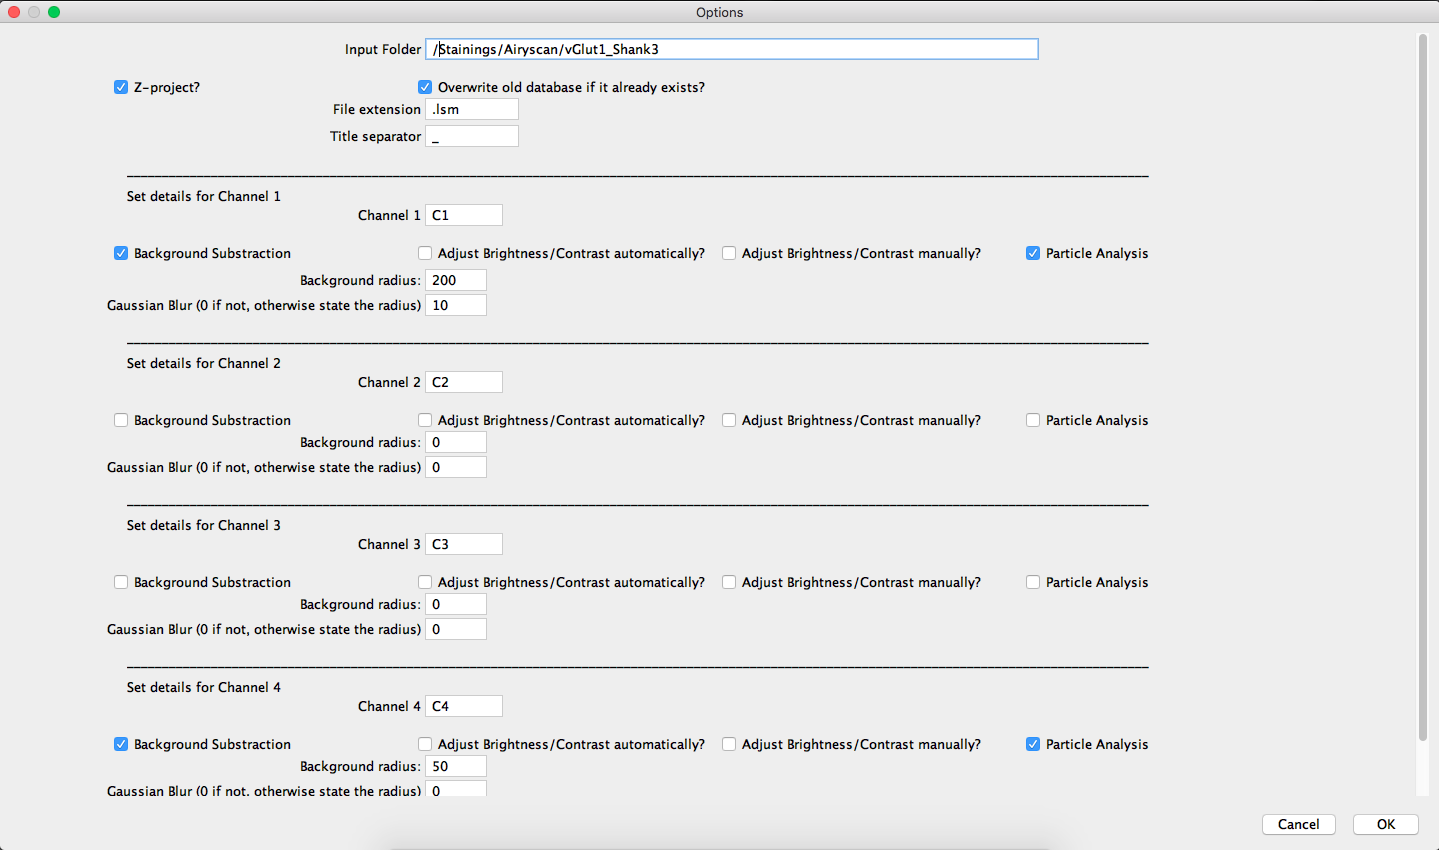 Options
Input Folder /Stainings/Airyscan/vGlut1_Shank3
Z-project? Overwrite old database if it already exists?
File extension .lsm
Title separator _
Set details for Channel 1
Channel 1 C1
Background Substraction Adjust Brightness/Contrast automatically? Adjust Brightness/Contrast manually? Particle Analysis
Background radius: 200
Gaussian Blur (0 if not, otherwise state the radius) 10
Set details for Channel 2
Channel 2 C2
Background Substraction Adjust Brightness/Contrast automatically? Adjust Brightness/Contrast manually? Particle Analysis
Background radius: 0
Gaussian Blur (0 if not, otherwise state the radius) 0
Set details for Channel 3
Channel 3 C3
Background Substraction Adjust Brightness/Contrast automatically? Adjust Brightness/Contrast manually? Particle Analysis
Background radius: 0
Gaussian Blur (0 if not, otherwise state the radius) 0
Set details for Channel 4
Channel 4 C4
Background Substraction Adjust Brightness/Contrast automatically? Adjust Brightness/Contrast manually? Particle Analysis
Background radius: 50
Gaussian Blur (0 if not, otherwise state the radius) 0
Cancel OK